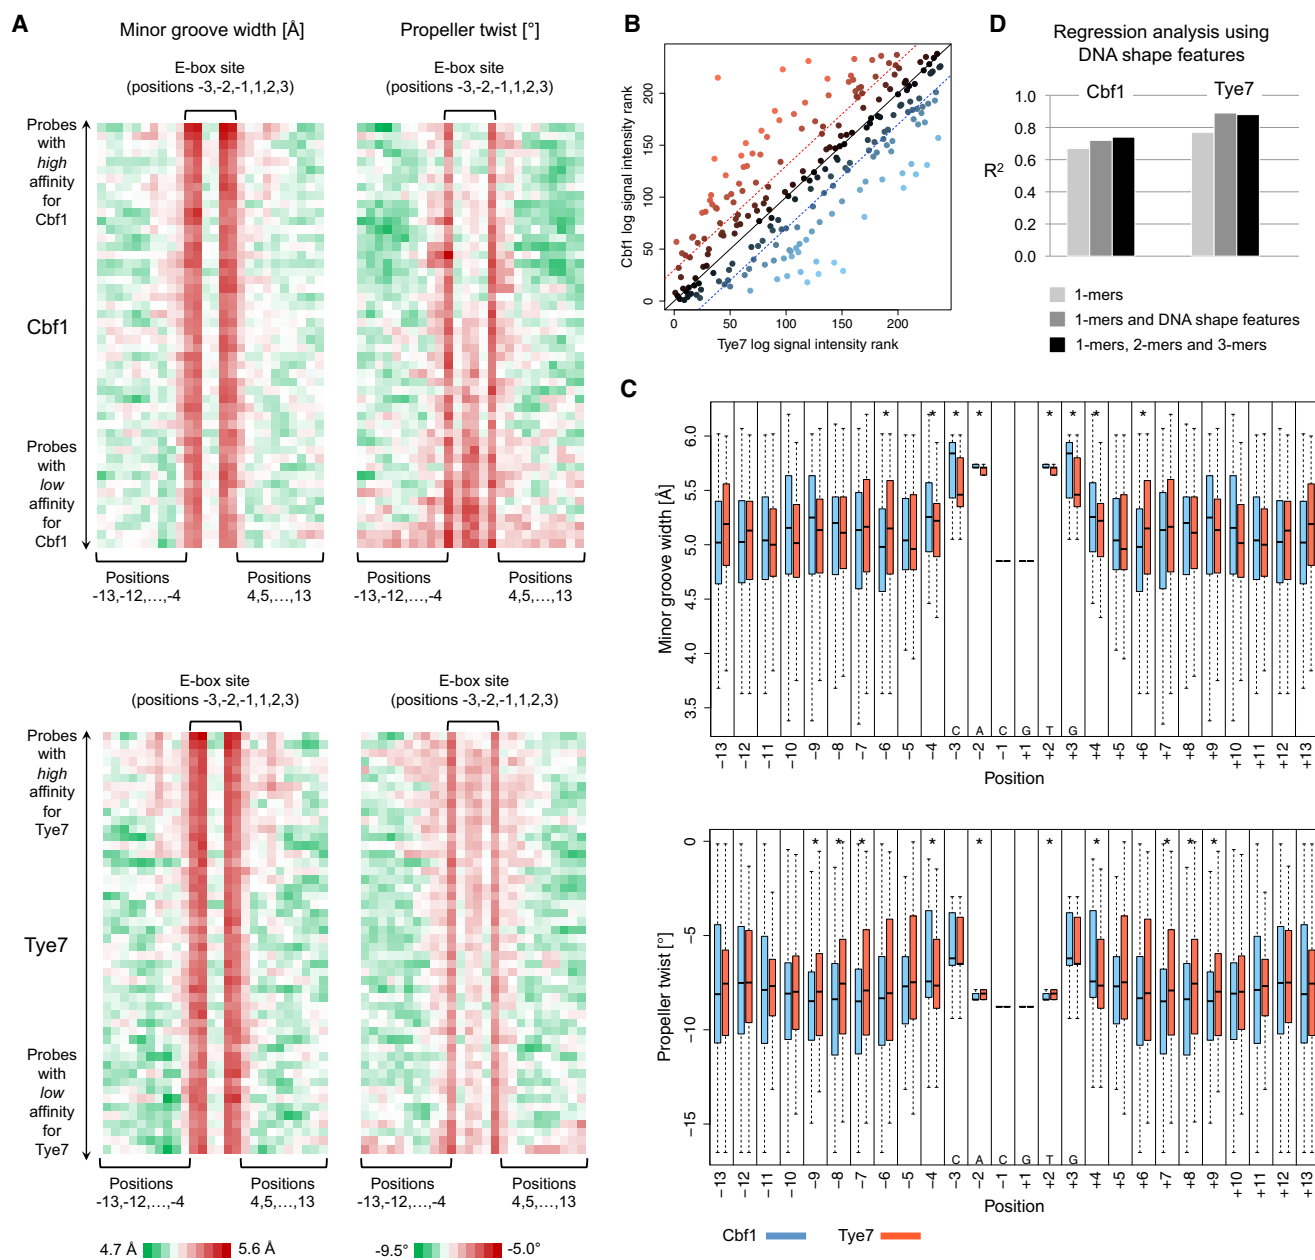 A
Minor groove width [Å]
Propeller twist [°]
E-box site
(positions -3,-2,-1,1,2,3)
E-box site
(positions -3,-2,-1,1,2,3)
Probes
with
high
affinity
for
Cbf1
Cbf1
Probes
with
low
affinity
for
Cbf1
Positions
-13,-12,...,-4
Positions
4,5,...,13
Positions
-13,-12,...,-4
Positions
4,5,...,13
E-box site
(positions -3,-2,-1,1,2,3)
E-box site
(positions -3,-2,-1,1,2,3)
Probes
with
high
affinity
for
Tye7
Tye7
Probes
with
low
affinity
for
Tye7
Positions
-13,-12,...,-4
Positions
4,5,...,13
Positions
-13,-12,...,-4
Positions
4,5,...,13
4.7 Å
5.6 Å
-9.5°
-5.0°
B
Cbf1 log signal intensity rank
200
150
100
50
0
0 50 100 150 200
Tye7 log signal intensity rank
D
Regression analysis using
DNA shape features
Cbf1
Tye7
R²
1.0
0.8
0.6
0.4
0.2
0.0
1-mers
1-mers and DNA shape features
1-mers, 2-mers and 3-mers
C
Minor groove width [Å]
6.0
5.5
5.0
4.5
4.0
3.5
* * * * * * * *
C A C G T G
−13 −12 −11 −10 −9 −8 −7 −6 −5 −4 −3 −2 −1 +1 +2 +3 +4 +5 +6 +7 +8 +9 +10 +11 +12 +13
Position
Propeller twist [°]
0
−5
−10
−15
* * * * * * * * * *
C A C G T G
−13 −12 −11 −10 −9 −8 −7 −6 −5 −4 −3 −2 −1 +1 +2 +3 +4 +5 +6 +7 +8 +9 +10 +11 +12 +13
Position
Cbf1
Tye7